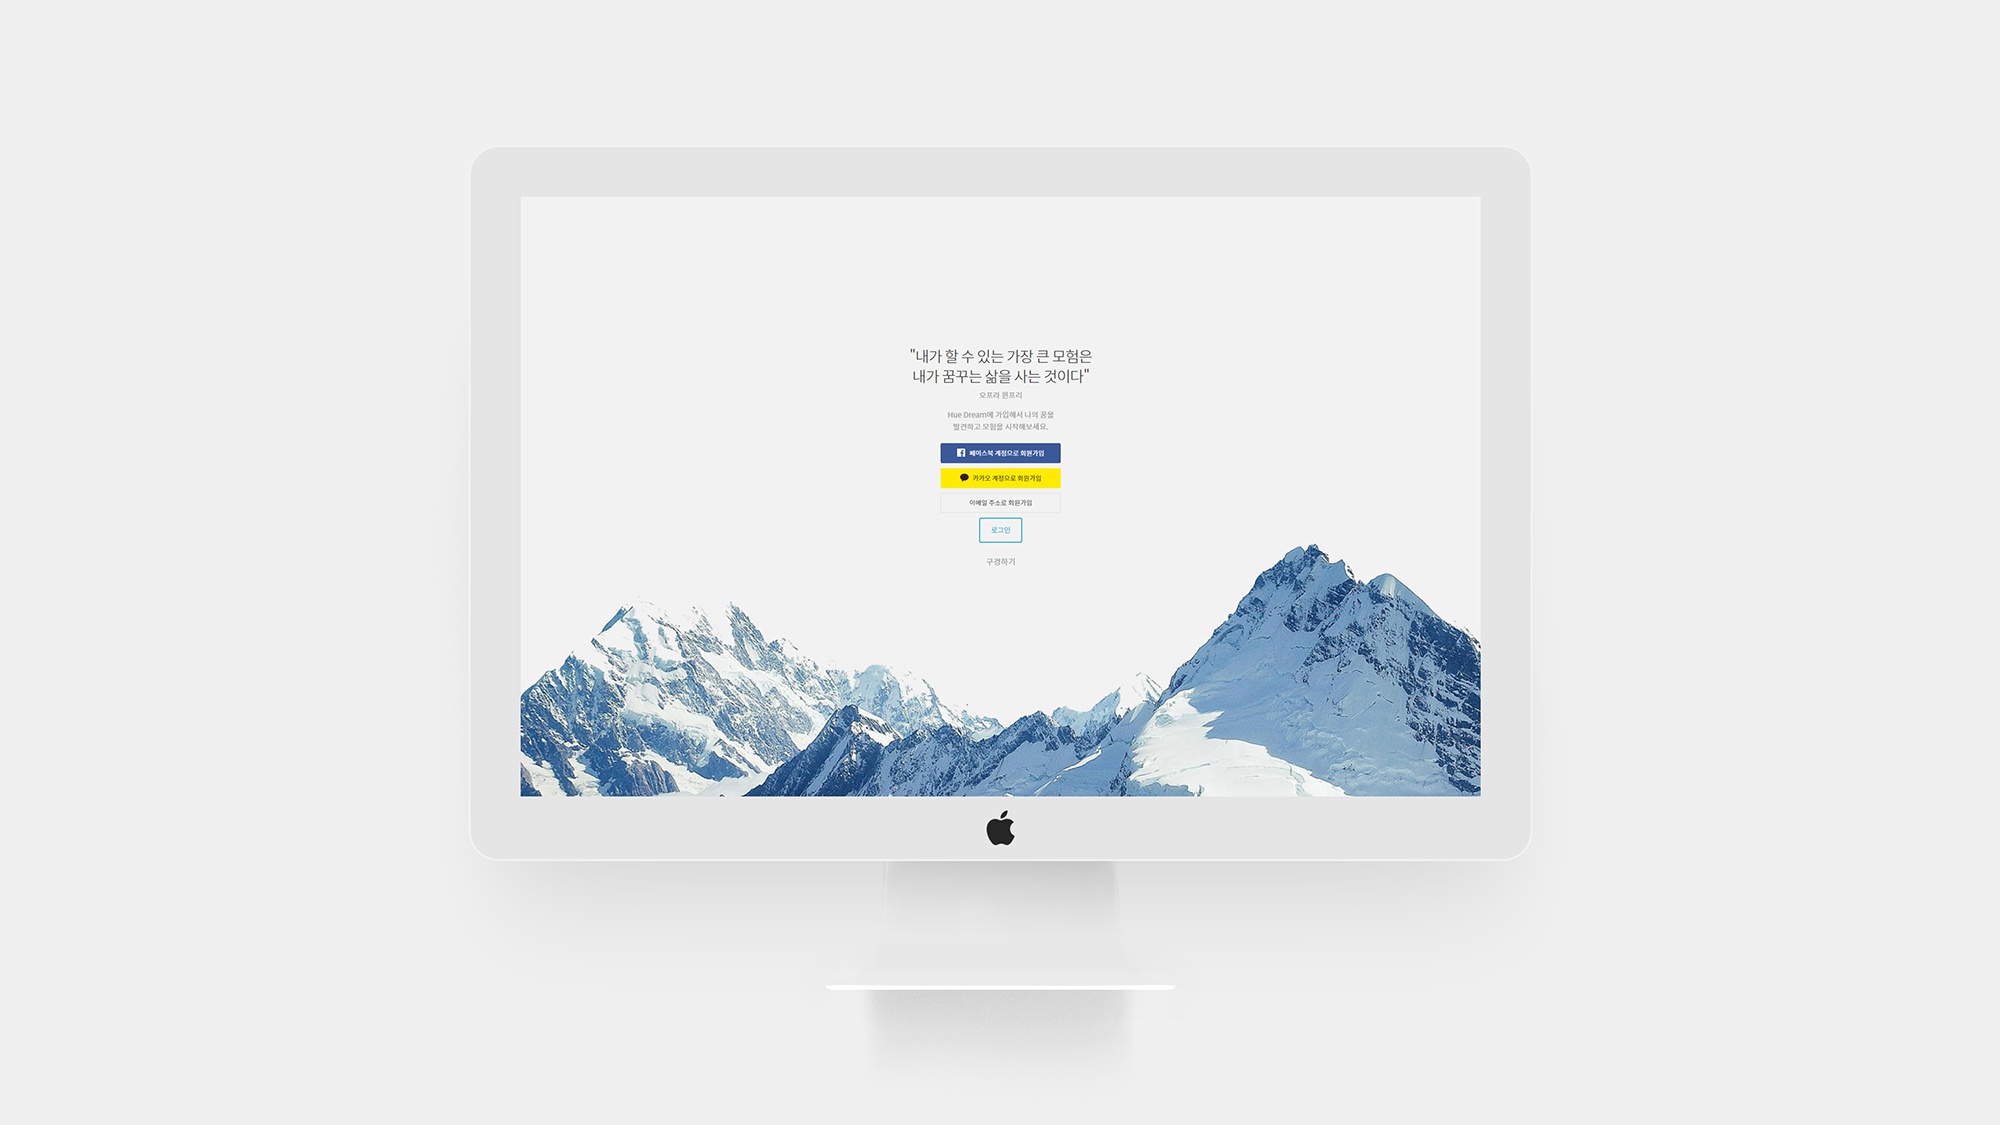 "내가 할 수 있는 가장 큰 모험은
내가 꿈꾸는 삶을 사는 것이다"
오프라 윈프리
Hue Dream에 가입해서 나의 꿈을
발견하고 모험을 시작해보세요.
페이스북 계정으로 회원가입
카카오 계정으로 회원가입
이메일 주소로 회원가입
로그인
구경하기